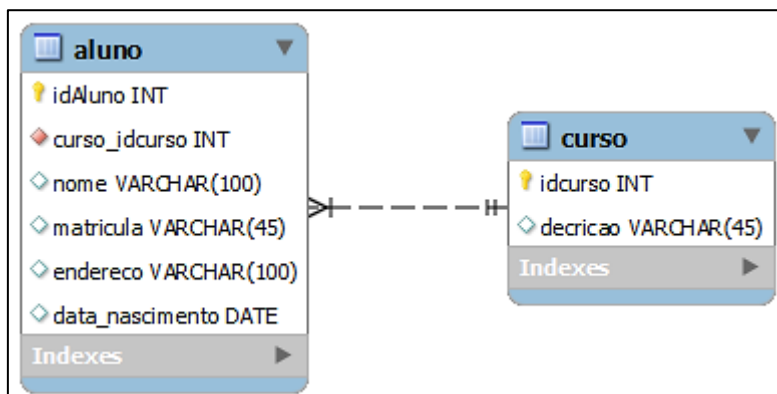 aluno
idAluno INT
curso_idcurso INT
nome VARCHAR(100)
matricula VARCHAR(45)
endereco VARCHAR(100)
data_nascimento DATE
Indexes
curso
idcurso INT
decricao VARCHAR(45)
Indexes